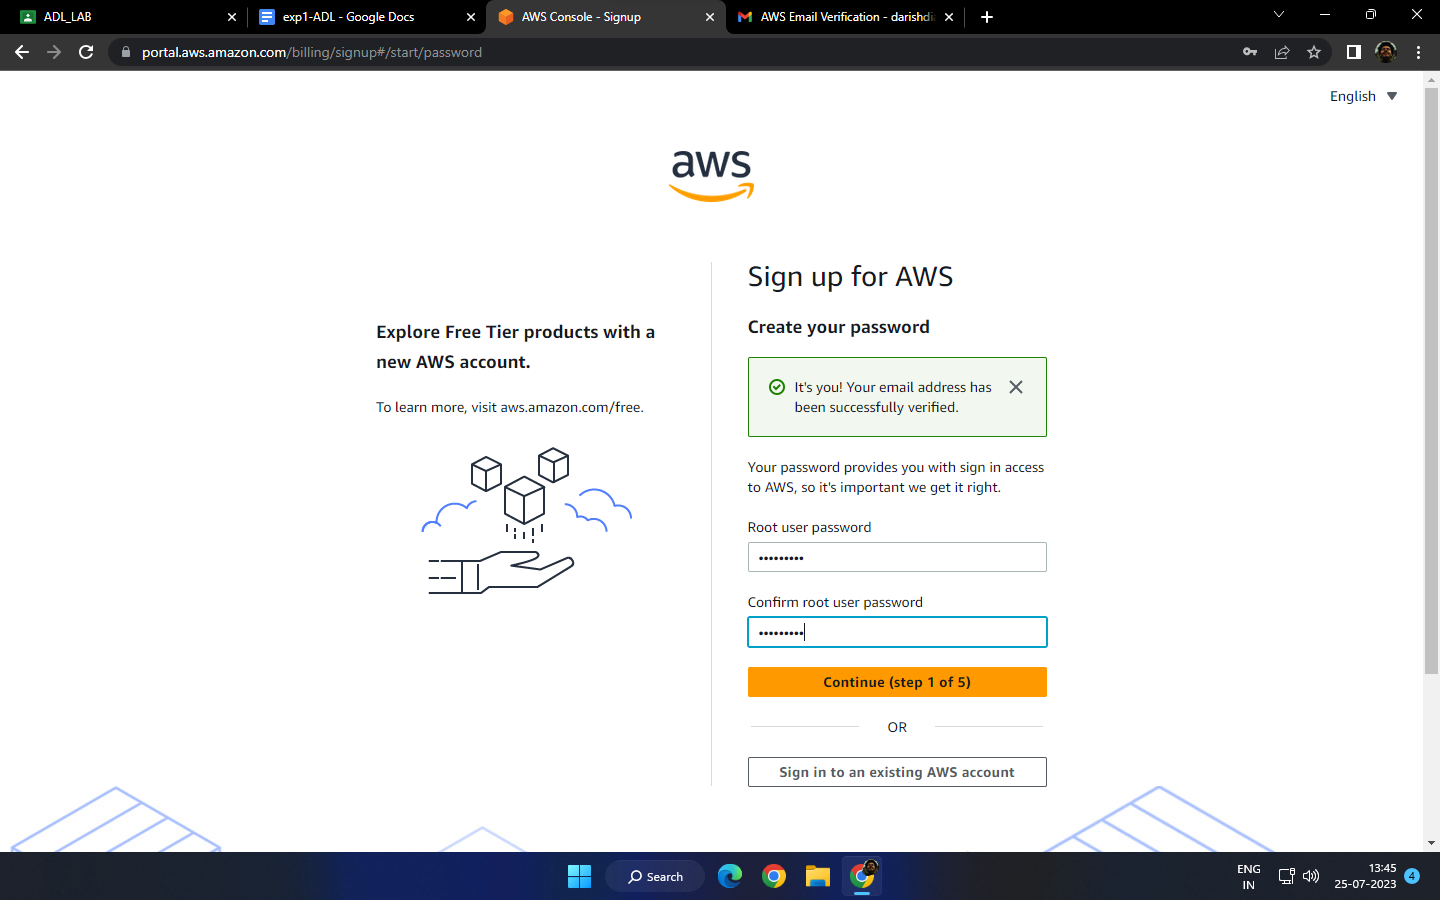 ADL_LAB
exp1-ADL - Google Docs
AWS Console - Signup
AWS Email Verification - darishdi
portal.aws.amazon.com/billing/signup#/start/password
English
aws
Sign up for AWS
Explore Free Tier products with a
new AWS account.
To learn more, visit aws.amazon.com/free.
Create your password
It's you! Your email address has
been successfully verified.
Your password provides you with sign in access
to AWS, so it's important we get it right.
Root user password
•••••••••
Confirm root user password
•••••••••
Continue (step 1 of 5)
OR
Sign in to an existing AWS account
Search
ENG
IN
13:45
25-07-2023
4